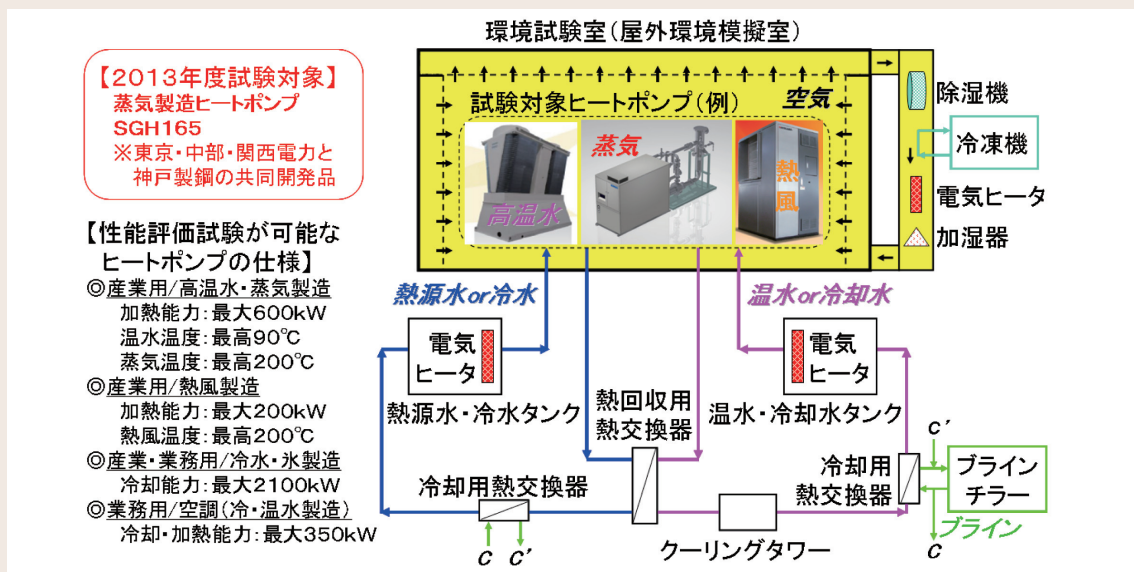 環境試験室(屋外環境模擬室)
【2013年度試験対象】
蒸気製造ヒートポンプ
SGH165
※東京・中部・関西電力と
神戸製鋼の共同開発品
【性能評価試験が可能な
ヒートポンプの仕様】
◎産業用/高温水・蒸気製造
加熱能力:最大600kW
温水温度:最高90℃
蒸気温度:最高200℃
◎産業用/熱風製造
加熱能力:最大200kW
熱風温度:最高200℃
◎産業・業務用/冷水・氷製造
冷却能力:最大2100kW
◎業務用/空調(冷・温水製造)
冷却・加熱能力:最大350kW
試験対象ヒートポンプ(例)
空気
高温水
蒸気
熱
風
除湿機
冷凍機
電気ヒータ
加湿器
熱源水or冷水
温水or冷却水
電気
ヒータ
熱源水・冷水タンク
熱回収用
熱交換器
電気
ヒータ
温水・冷却水タンク
冷却用熱交換器
C
C'
クーリングタワー
冷却用
熱交換器
C'
ブライン
チラー
ブライン
C